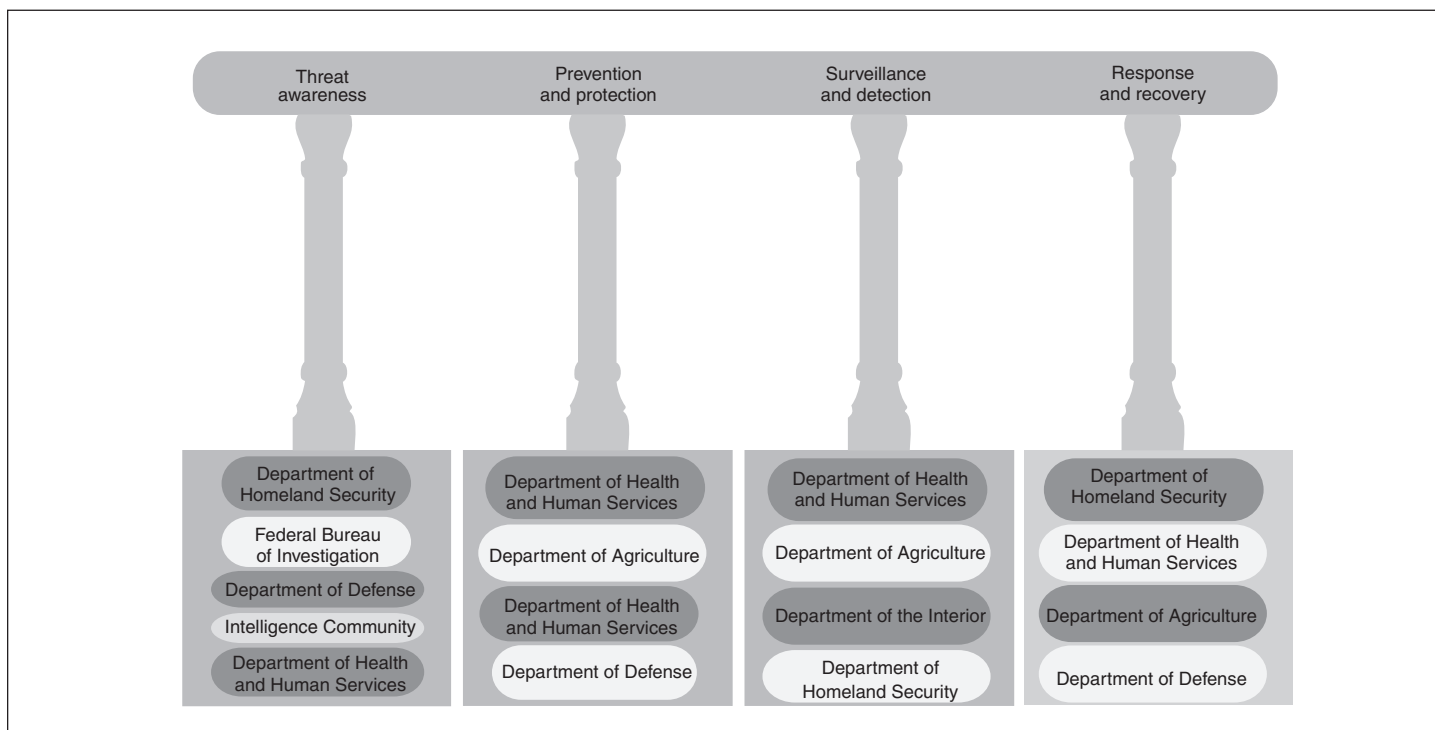 Threat
awareness
Prevention
and protection
Surveillance
and detection
Response
and recovery
Department of
Homeland Security
Federal Bureau
of Investigation
Department of Defense
Intelligence Community
Department of Health
and Human Services
Department of Health
and Human Services
Department of Agriculture
Department of Health
and Human Services
Department of Defense
Department of Health
and Human Services
Department of Agriculture
Department of the Interior
Department of
Homeland Security
Department of
Homeland Security
Department of Health
and Human Services
Department of Agriculture
Department of Defense